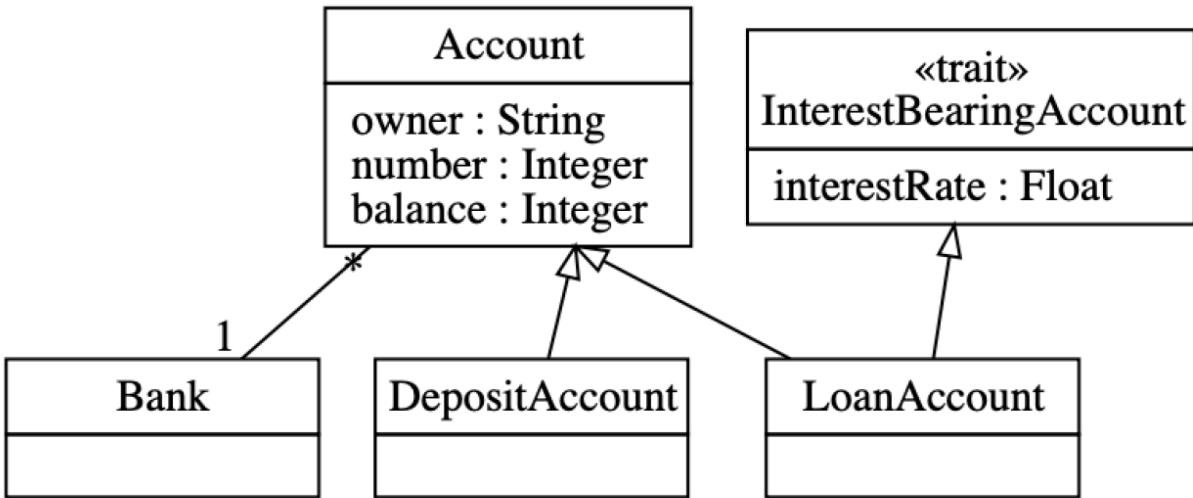 Account
owner : String
number : Integer
balance : Integer
«trait»
InterestBearingAccount
interestRate : Float
*
1
Bank
DepositAccount
LoanAccount